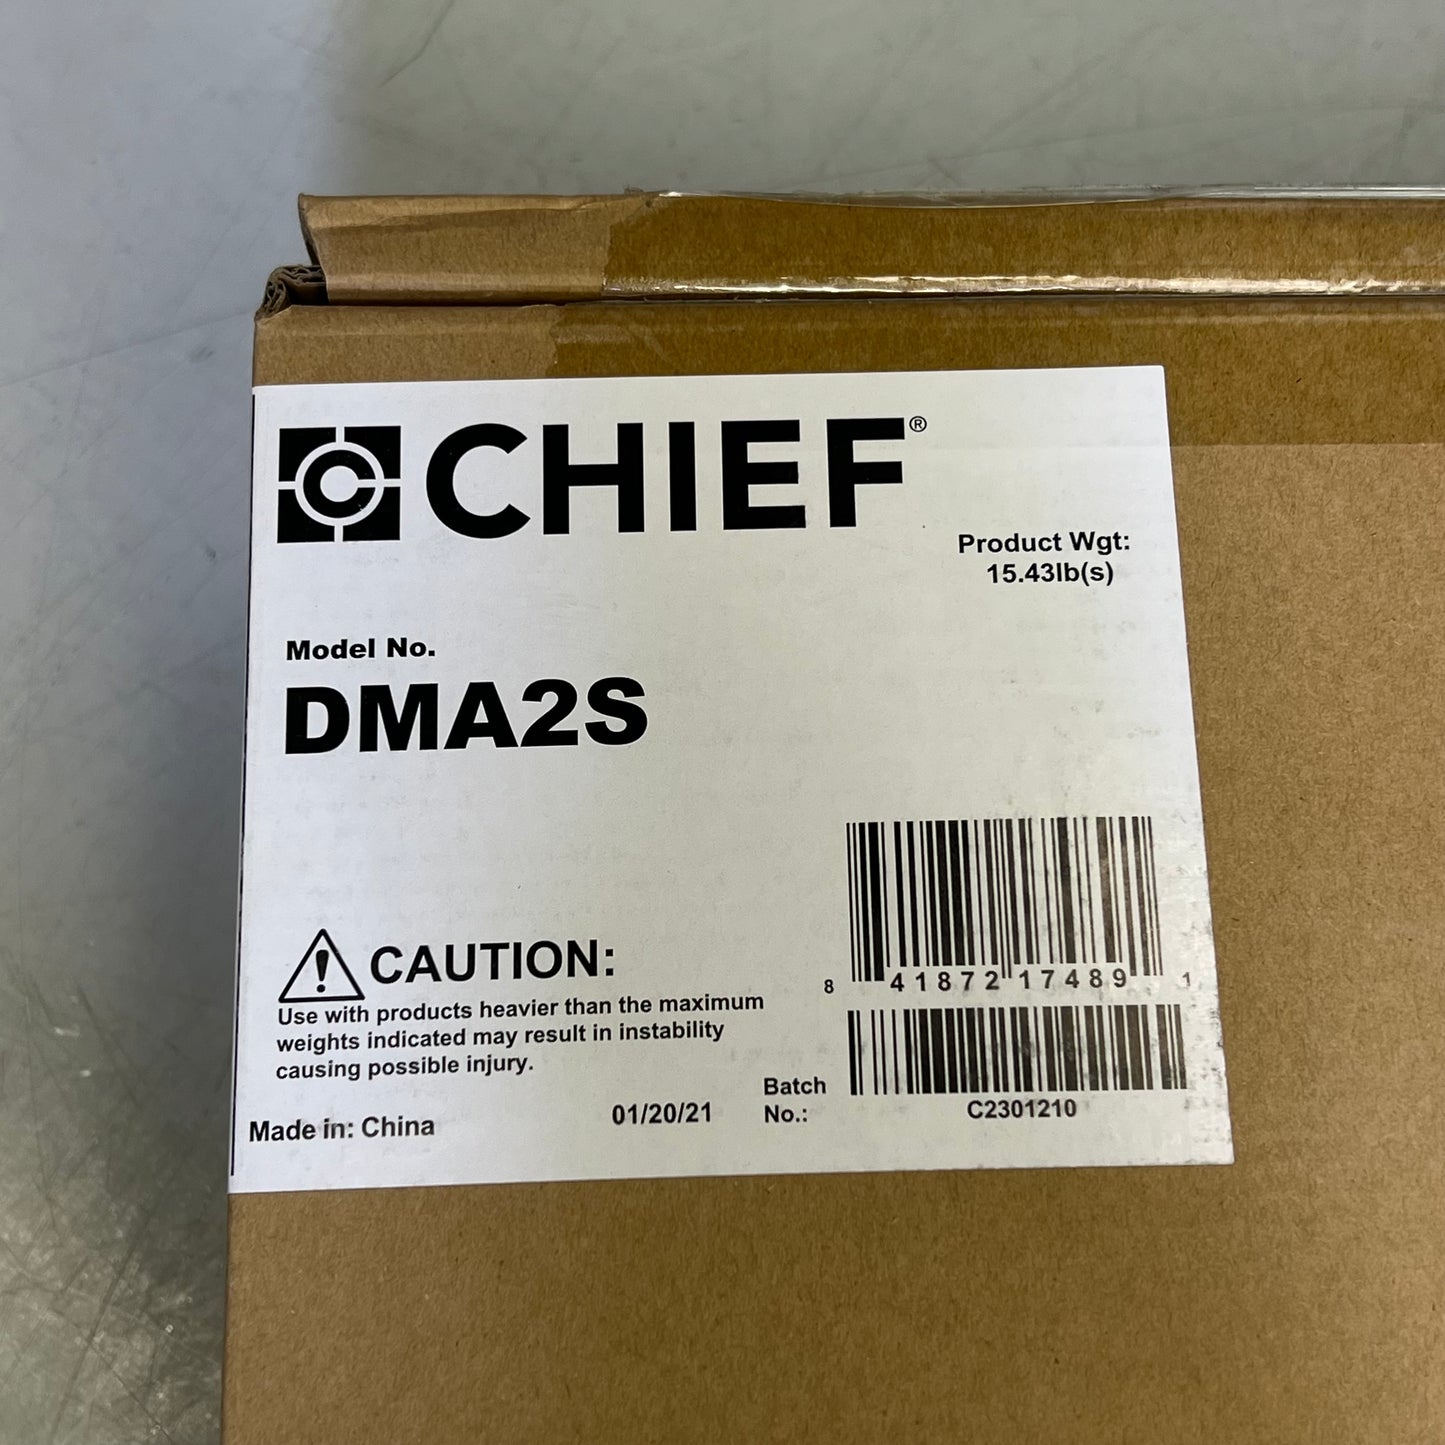 CHIEF®
Product Wgt:
15.43lb(s)
Model No.
DMA2S
CAUTION:
Use with products heavier than the maximum
weights indicated may result in instability
causing possible injury.
8 41872 17489 1
Batch
No.:
C2301210
Made in: China
01/20/21